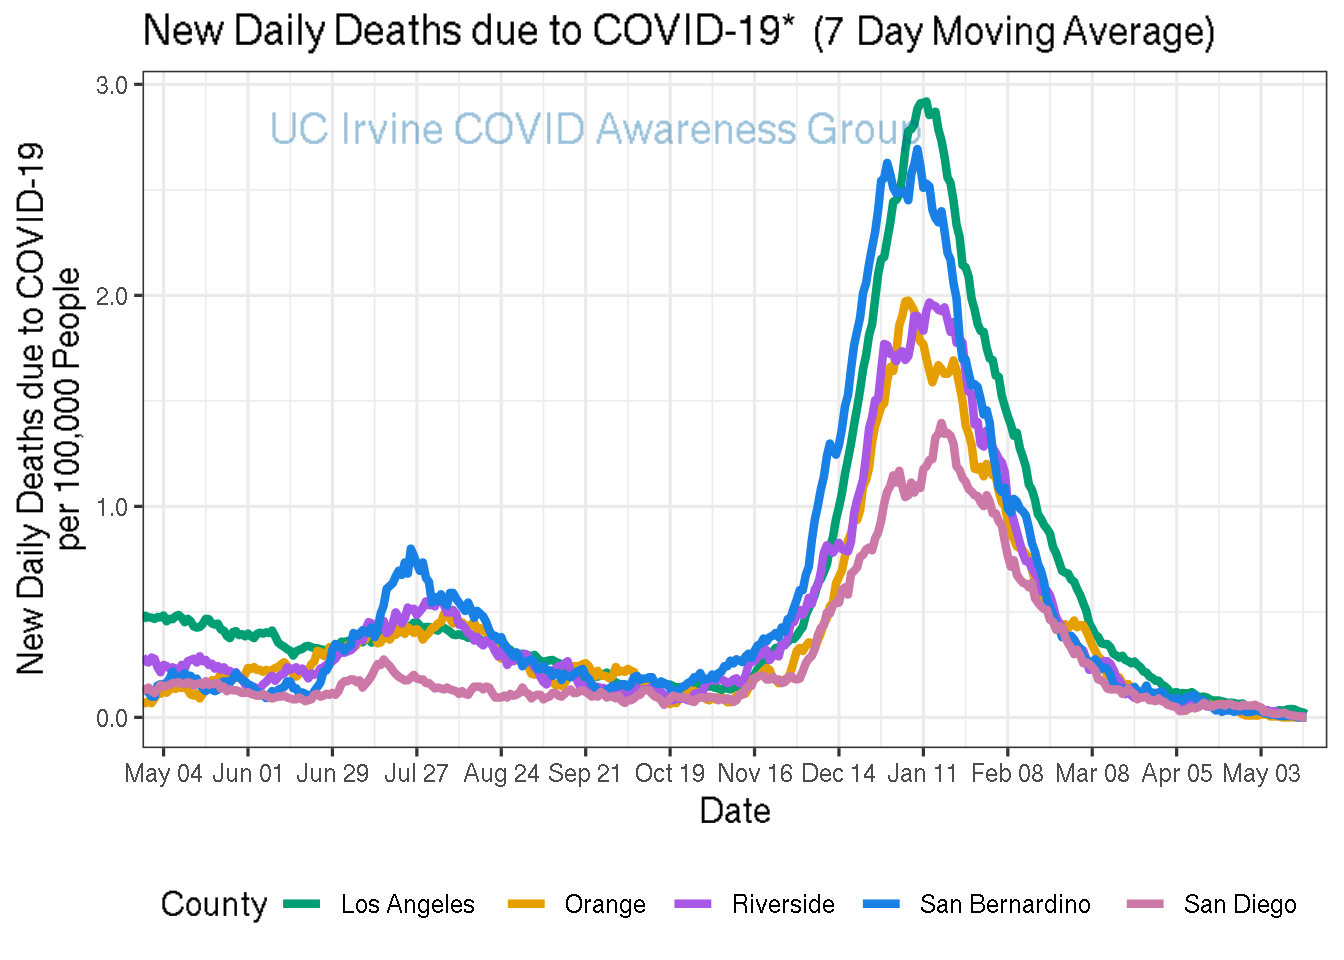 New Daily Deaths due to COVID-19* (7 Day Moving Average)
UC Irvine COVID Awareness Group
New Daily Deaths due to COVID-19
per 100,000 People
3.0
2.0
1.0
0.0
May 04 Jun 01 Jun 29 Jul 27 Aug 24 Sep 21 Oct 19 Nov 16 Dec 14 Jan 11 Feb 08 Mar 08 Apr 05 May 03
Date
County Los Angeles Orange Riverside San Bernardino San Diego